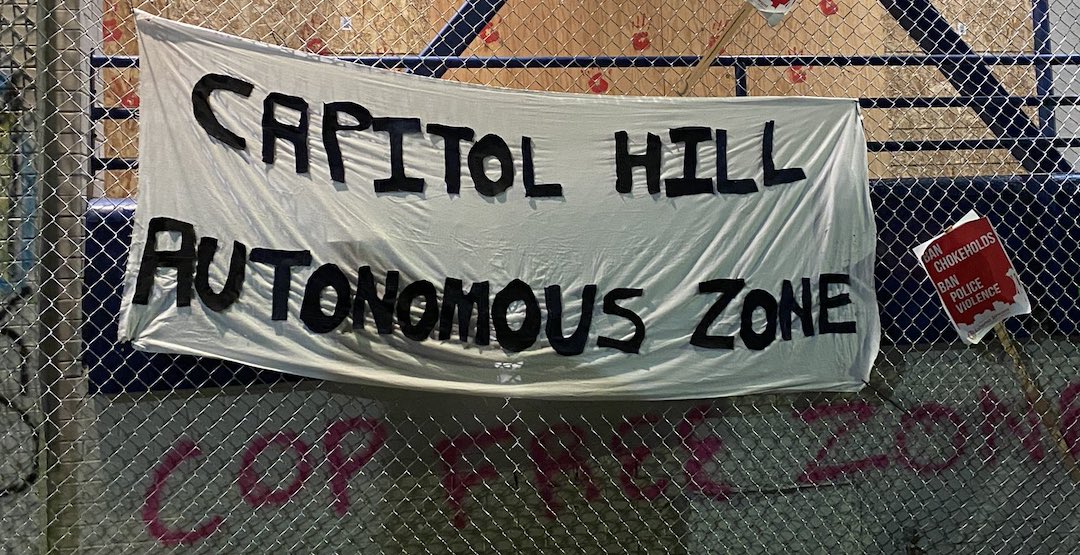 CAPITOL HILL
AUTONOMOUS ZONE
BAN
CHOKEHOLDS
BAN
POLICE
VIOLENCE
COP FREE ZONE